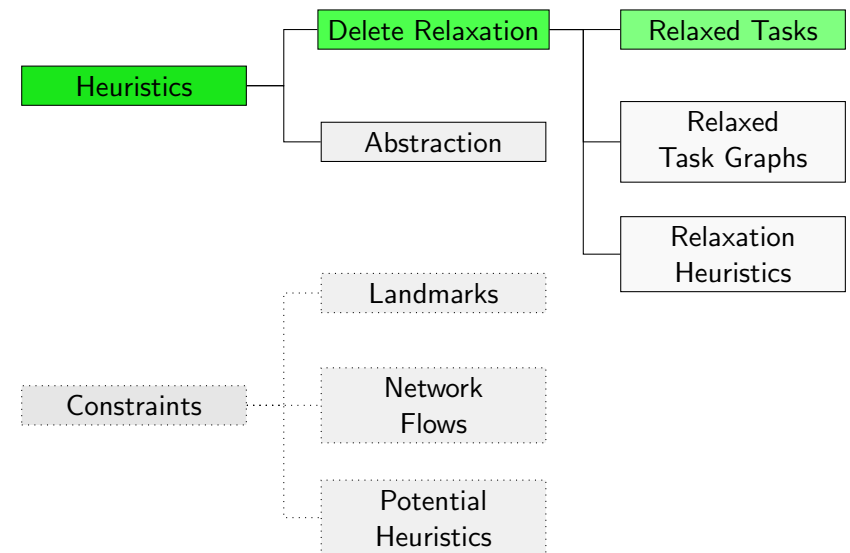 Heuristics
Delete Relaxation
Relaxed Tasks
Relaxed
Task Graphs
Relaxation
Heuristics
Abstraction
Constraints
Landmarks
Network
Flows
Potential
Heuristics